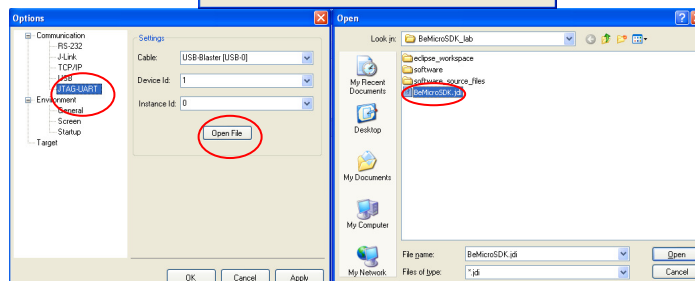 Options
Communication
RS-232
J-Link
TCP/IP
USB
JTAG-UART
Environment
General
Screen
Startup
Target
Settings
Cable: USB-Blaster [USB-0]
Device Id: 1
Instance Id: 0
Open File
OK Cancel Apply
Open
Look in: BeMicroSDK_lab
My Recent
Documents
Desktop
My Documents
My Computer
My Network
eclipse_workspace
software
software_source_files
BeMicroSDK.jdi
File name: BeMicroSDK.jdi Open
Files of type: *.jdi Cancel